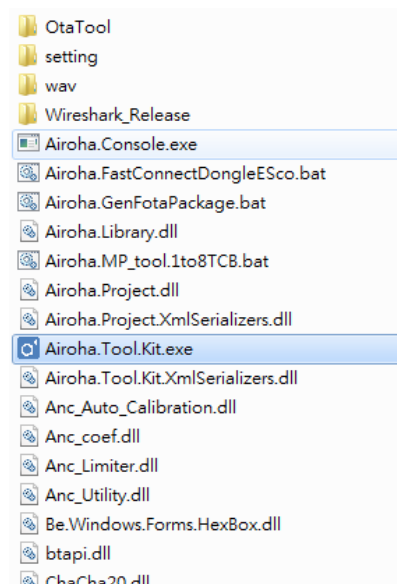 OtaTool
setting
wav
Wireshark_Release
Airoha.Console.exe
Airoha.FastConnectDongleESco.bat
Airoha.GenFotaPackage.bat
Airoha.Library.dll
Airoha.MP_tool.1to8TCB.bat
Airoha.Project.dll
Airoha.Project.XmlSerializers.dll
Airoha.Tool.Kit.exe
Airoha.Tool.Kit.XmlSerializers.dll
Anc_Auto_Calibration.dll
Anc_coef.dll
Anc_Limiter.dll
Anc_Utility.dll
Be.Windows.Forms.HexBox.dll
btapi.dll
ChaCha20.dll